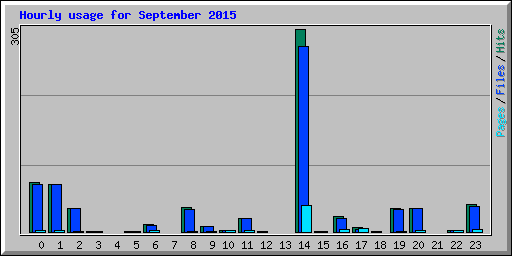 Hourly usage for September 2015
305
Pages/Files/Hits
0 1 2 3 4 5 6 7 8 9 10 11 12 13 14 15 16 17 18 19 20 21 22 23